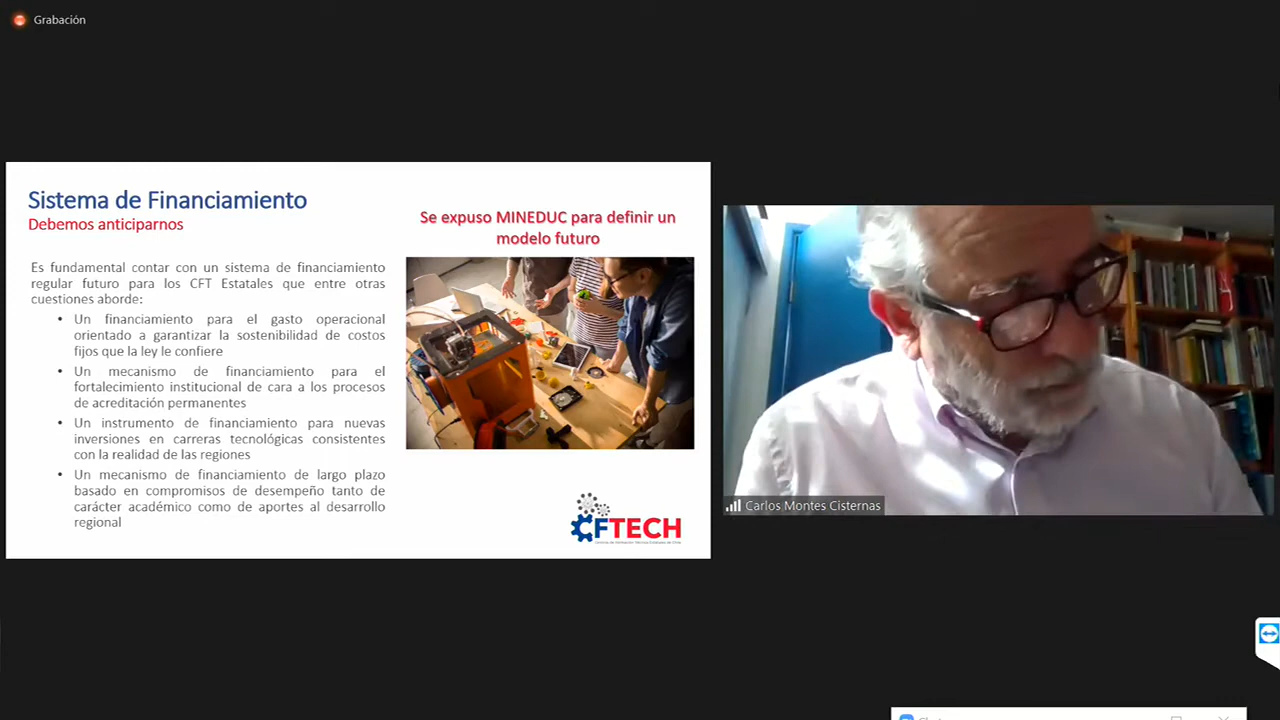 Grabación
Sistema de Financiamiento
Debemos anticiparnos
Es fundamental contar con un sistema de financiamiento
regular futuro para los CFT Estatales que entre otras
cuestiones aborde:
• Un financiamiento para el gasto operacional
orientado a garantizar la sostenibilidad de costos
fijos que la ley le confiere
• Un mecanismo de financiamiento para el
fortalecimiento institucional de cara a los procesos
de acreditación permanentes
• Un instrumento de financiamiento para nuevas
inversiones en carreras tecnológicas consistentes
con la realidad de las regiones
• Un mecanismo de financiamiento de largo plazo
basado en compromisos de desempeño tanto de
carácter académico como de aportes al desarrollo
regional
Se expuso MINEDUC para definir un
modelo futuro
CFTECH
Carlos Montes Cisternas